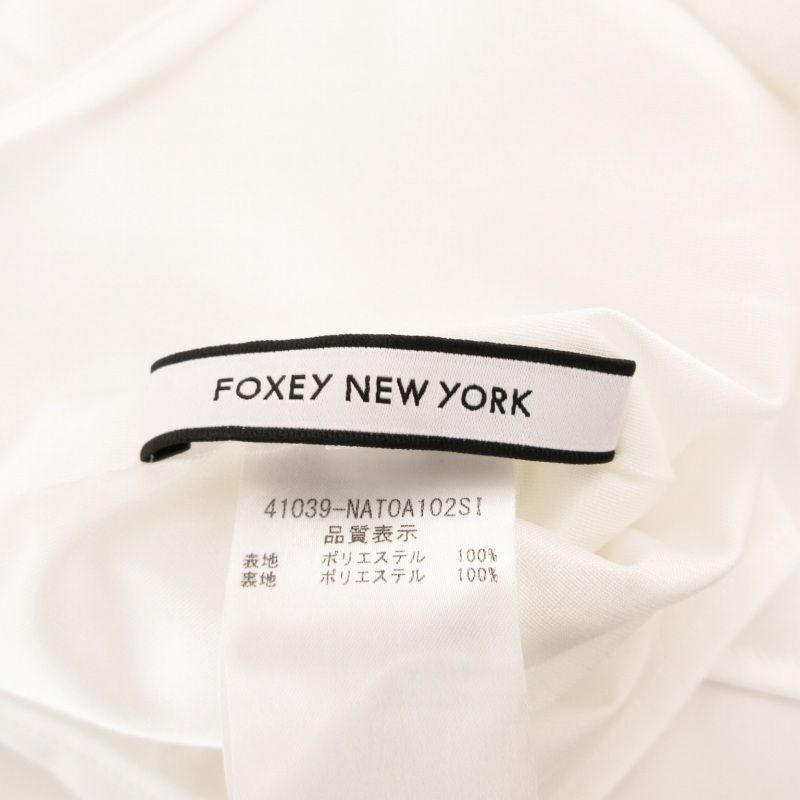 FOXEY NEW YORK
41039-NATOA102SI
品質表示
表地 ポリエステル 100%
裏地 ポリエステル 100%